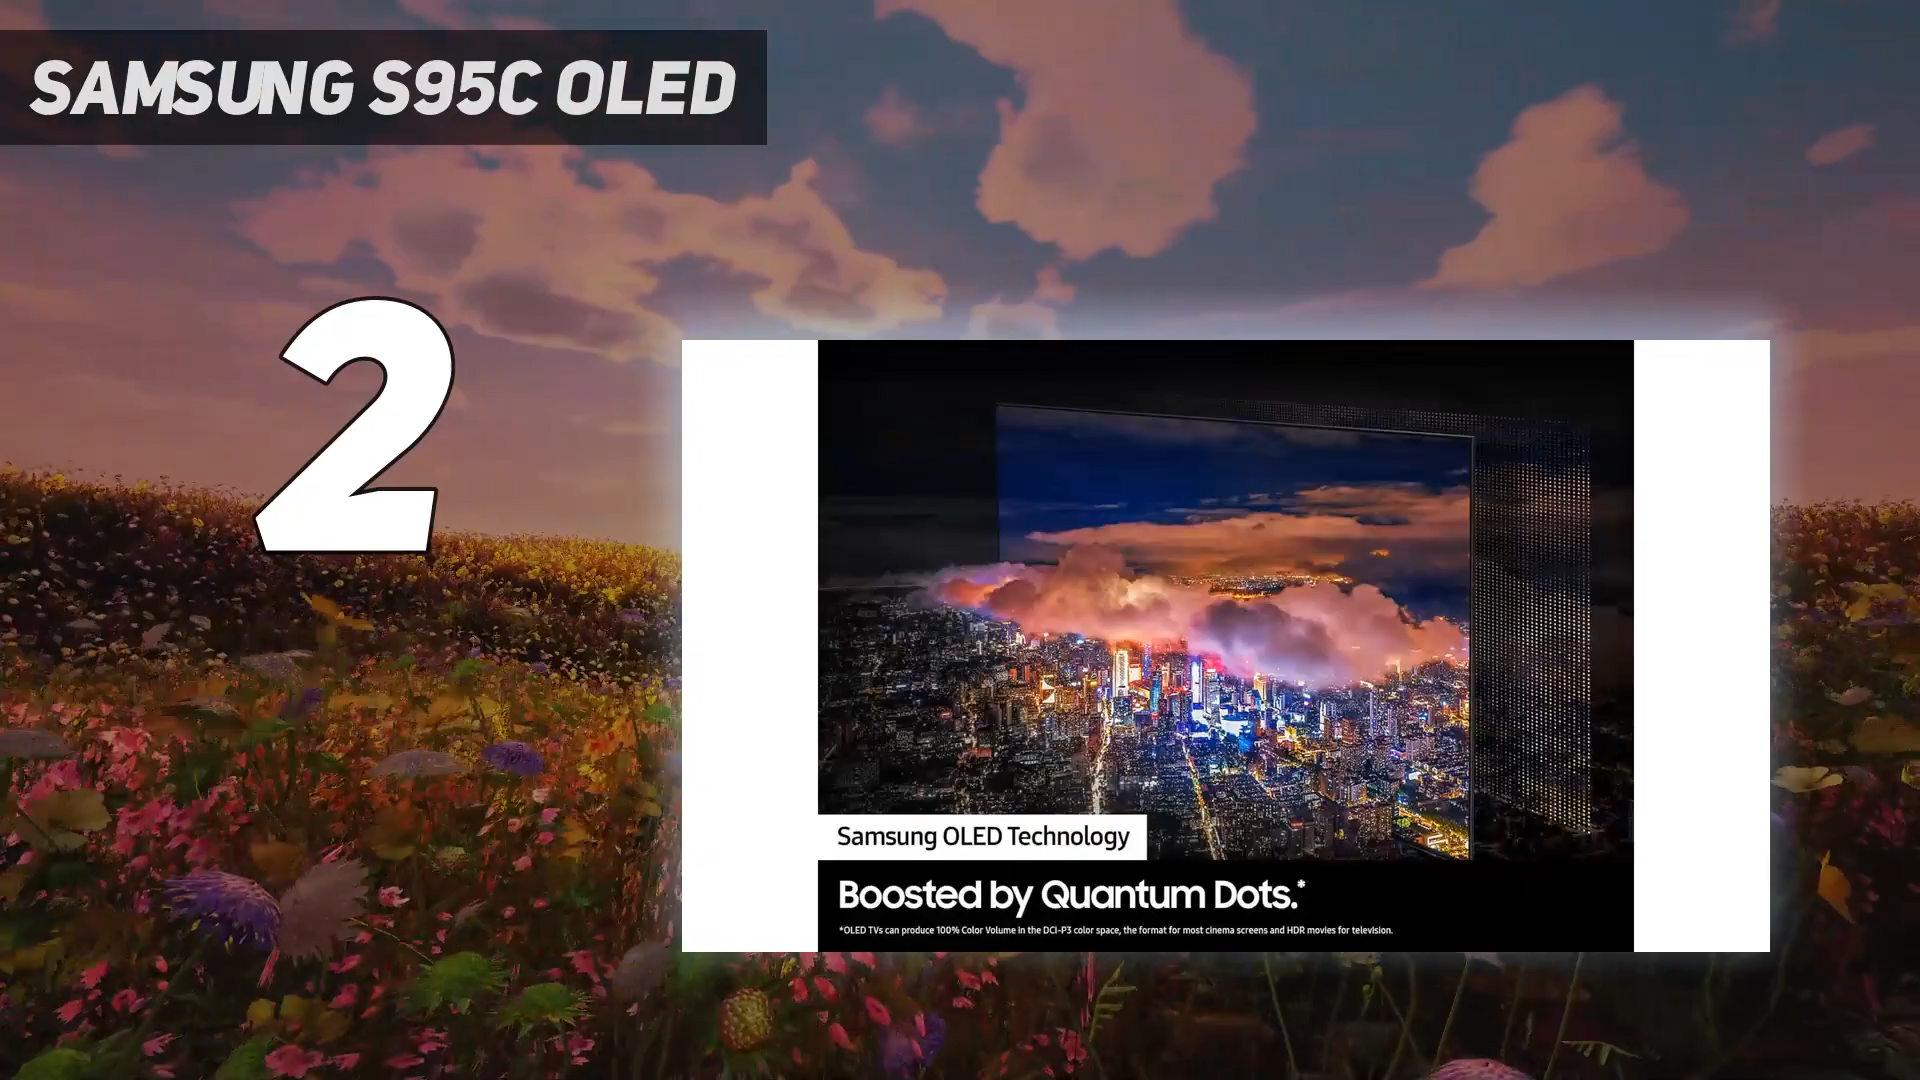 SAMSUNG S95C OLED
2
Samsung OLED Technology
Boosted by Quantum Dots.*
*OLED TVs can produce 100% Color Volume in the DCI-P3 color space, the format for most cinema screens and HDR movies for television.